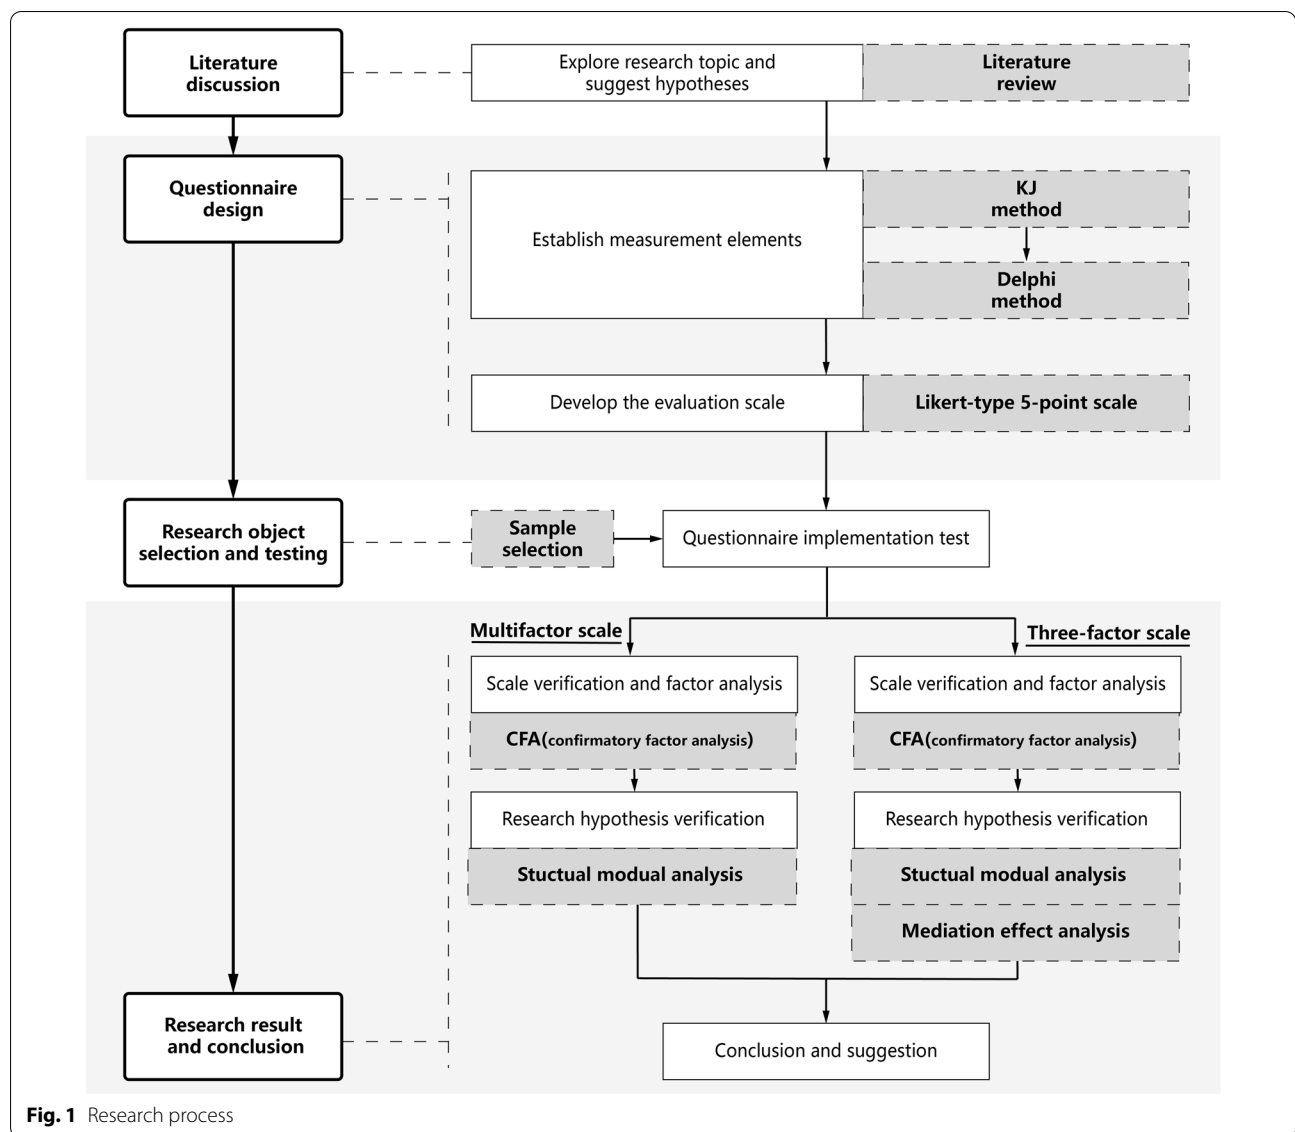 Literature
discussion
Explore research topic and
suggest hypotheses
Literature
review
Questionnaire
design
Establish measurement elements
KJ
method
Delphi
method
Develop the evaluation scale
Likert-type 5-point scale
Research object
selection and testing
Sample
selection
Questionnaire implementation test
Multifactor scale
Three-factor scale
Scale verification and factor analysis
Scale verification and factor analysis
CFA(confirmatory factor analysis)
CFA(confirmatory factor analysis)
Research hypothesis verification
Research hypothesis verification
Stuctual modual analysis
Stuctual modual analysis
Mediation effect analysis
Research result
and conclusion
Conclusion and suggestion
Fig. 1 Research process